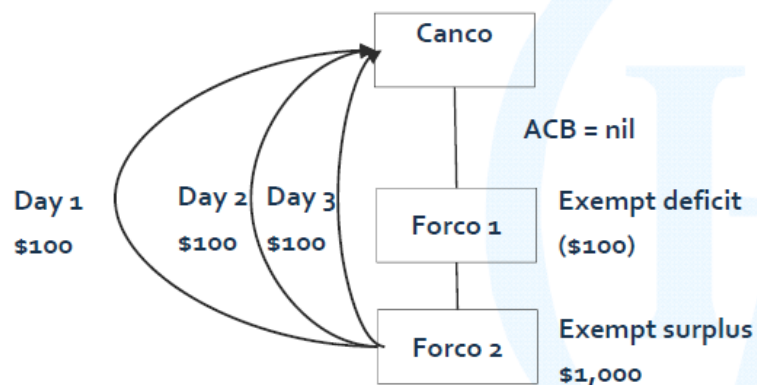 Canco
ACB = nil
Day 1
$100
Day 2
$100
Day 3
$100
Forco 1
Exempt deficit
($100)
Forco 2
Exempt surplus
$1,000